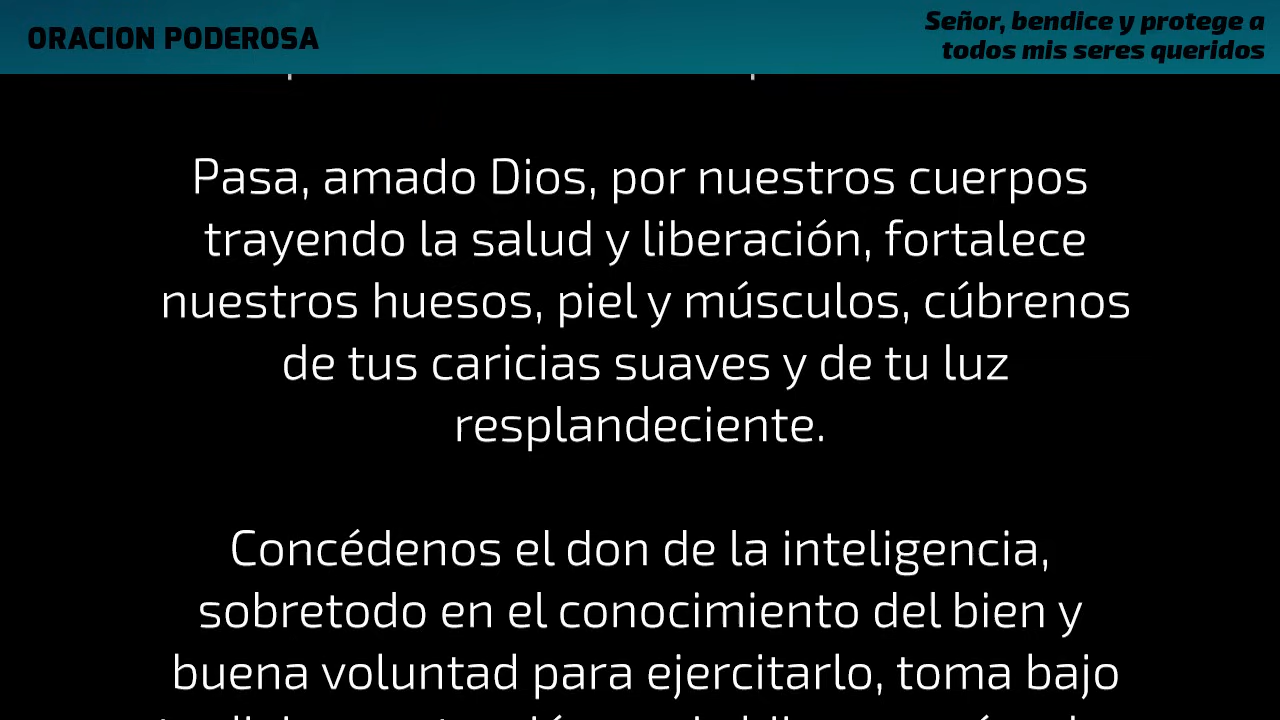 ORACION PODEROSA
Señor, bendice y protege a
todos mis seres queridos
Pasa, amado Dios, por nuestros cuerpos
trayendo la salud y liberación, fortalece
nuestros huesos, piel y músculos, cúbrenos
de tus caricias suaves y de tu luz
resplandeciente.
Concédenos el don de la inteligencia,
sobretodo en el conocimiento del bien y
buena voluntad para ejercitarlo, toma bajo